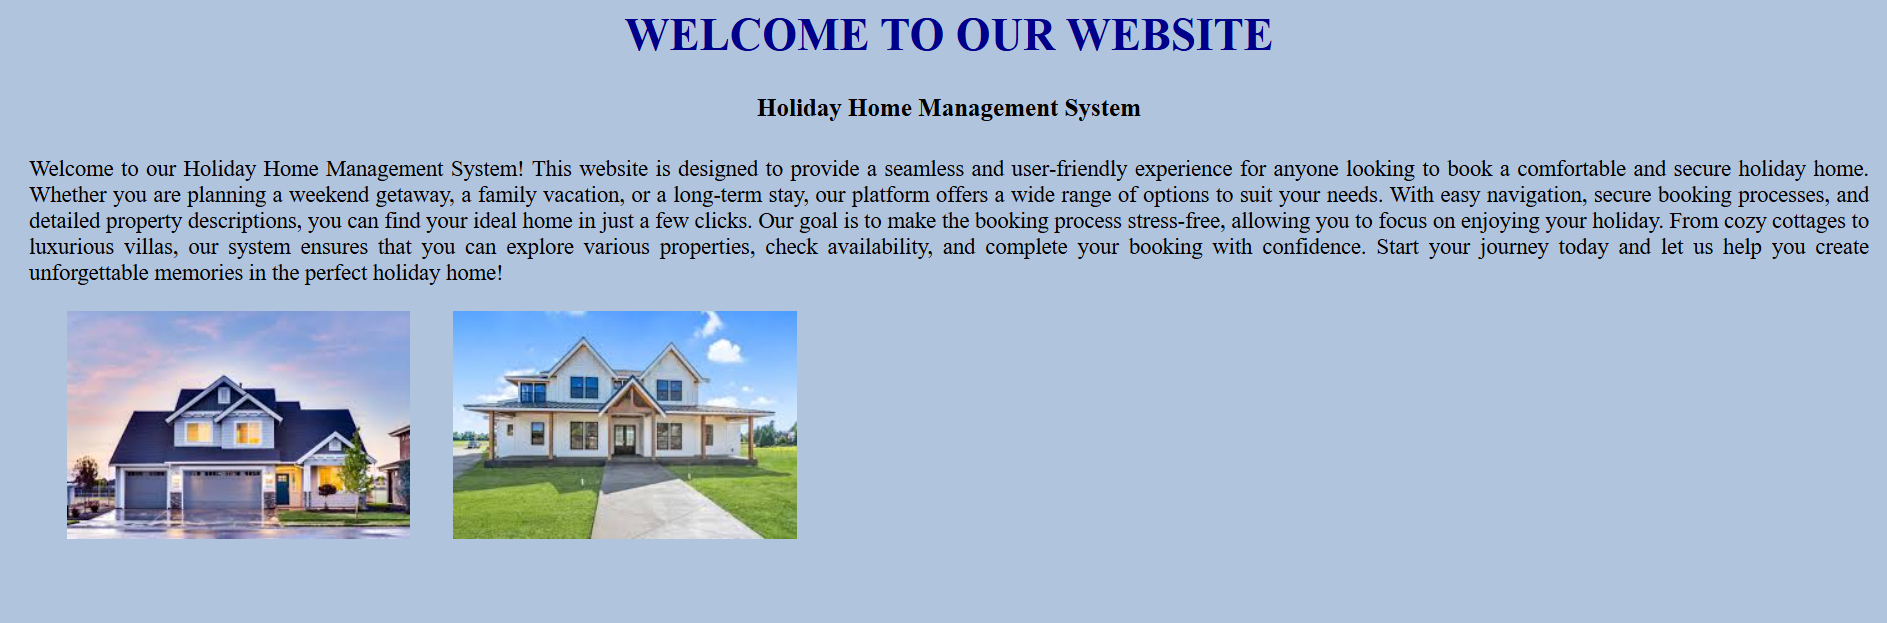 WELCOME TO OUR WEBSITE
Holiday Home Management System
Welcome to our Holiday Home Management System! This website is designed to provide a seamless and user-friendly experience for anyone looking to book a comfortable and secure holiday home.
Whether you are planning a weekend getaway, a family vacation, or a long-term stay, our platform offers a wide range of options to suit your needs. With easy navigation, secure booking processes, and
detailed property descriptions, you can find your ideal home in just a few clicks. Our goal is to make the booking process stress-free, allowing you to focus on enjoying your holiday. From cozy cottages to
luxurious villas, our system ensures that you can explore various properties, check availability, and complete your booking with confidence. Start your journey today and let us help you create
unforgettable memories in the perfect holiday home!